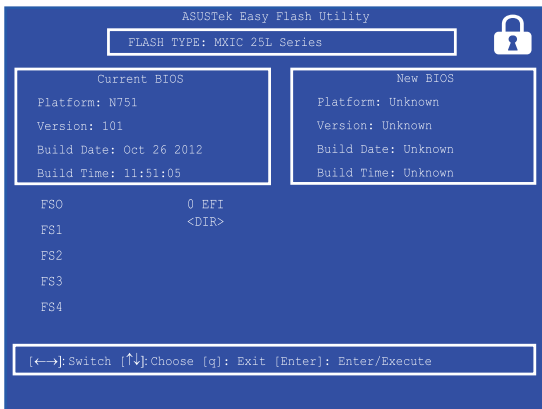 ASUSTek Easy Flash Utility
FLASH TYPE: MXIC 25L Series
Current BIOS
Platform: N751
Version: 101
Build Date: Oct 26 2012
Build Time: 11:51:05
New BIOS
Platform: Unknown
Version: Unknown
Build Date: Unknown
Build Time: Unknown
FSO 0 EFI
<DIR>
FS1
FS2
FS3
FS4
[←→]: Switch [↑↓]: Choose [q]: Exit [Enter]: Enter/Execute